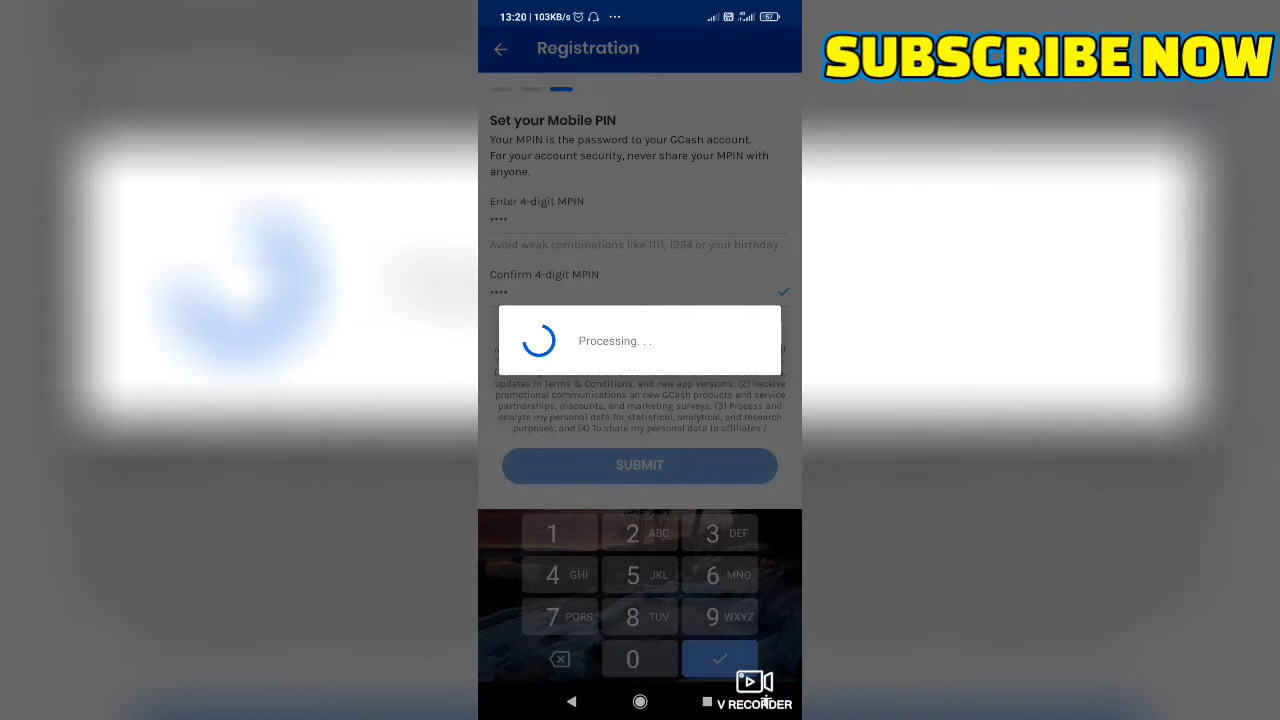 13:20 | 103KB/s
57
SUBSCRIBE NOW
Registration
Set your Mobile PIN
Your MPIN is the password to your GCash account.
For your account security, never share your MPIN with
anyone.
Enter 4-digit MPIN
••••
Avoid weak combinations like 1111, 1234 or your birthday
Confirm 4-digit MPIN
••••
Processing. . .
updates in Terms & Conditions, and new app versions; (2) Receive
promotional communications on new GCash products and service
partnerships, discounts, and marketing surveys; (3) Process and
analyze my personal data for statistical, analytical, and research
purposes; and (4) To share my personal data to affiliates /
SUBMIT
1 2 ABC 3 DEF
4 GHI 5 JKL 6 MNO
7 PQRS 8 TUV 9 WXYZ
0
V RECORDER